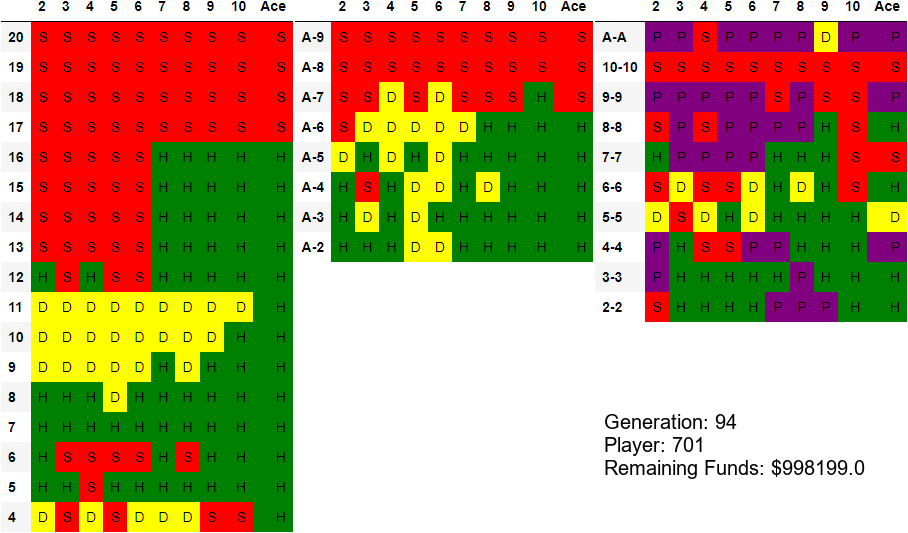 2 3 4 5 6 7 8 9 10 Ace
20 S S S S S S S S S S
19 S S S S S S S S S S
18 S S S S S S S S S S
17 S S S S S S S S S S
16 S S S S S H H H H H
15 S S S S S H H H H H
14 S S S S S H H H H H
13 S S S S S H H H H H
12 H S H S S H H H H H
11 D D D D D D D D D H
10 D D D D D D D D H H
9 D D D D D H D H H H
8 H H H D H H H H H H
7 H H H H H H H H H H
6 H S S S S H S H H H
5 H H S H H H H H H H
4 D S D S D D D S S H
2 3 4 5 6 7 8 9 10 Ace
A-9 S S S S S S S S S S
A-8 S S S S S S S S S S
A-7 S S D S D S S S H S
A-6 S D D D D D H H H H
A-5 D H D H D H H H H H
A-4 H S H D D H D H H H
A-3 H D H D H H H H H H
A-2 H H H D D H H H H H
2 3 4 5 6 7 8 9 10 Ace
A-A P P S P P P P D P P
10-10 S S S S S S S S S S
9-9 P P P P P S P S S P
8-8 S P S P P P P H S H
7-7 H P P P P H H H S S
6-6 S D S S D H D H S H
5-5 D S D H D H H H H D
4-4 P H S S P P H H H P
3-3 P H H H H H P H H H
2-2 S H H H H P P P H H
Generation: 94
Player: 701
Remaining Funds: $998199.0